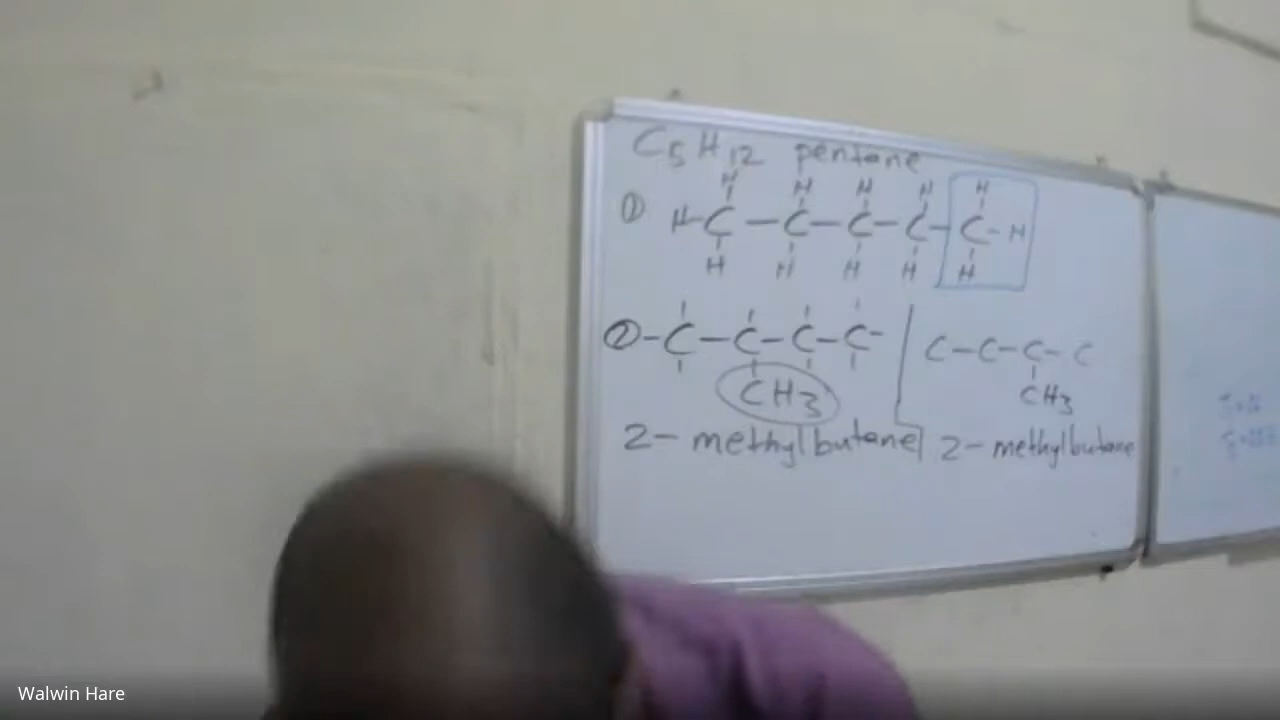 C5H12 pentane
H H H H H
① H-C-C-C-C-C-H
H H H H H
② -C-C-C-C- | C-C-C-C
CH3 CH3
2-methylbutane | 2-methylbutane
Walwin Hare